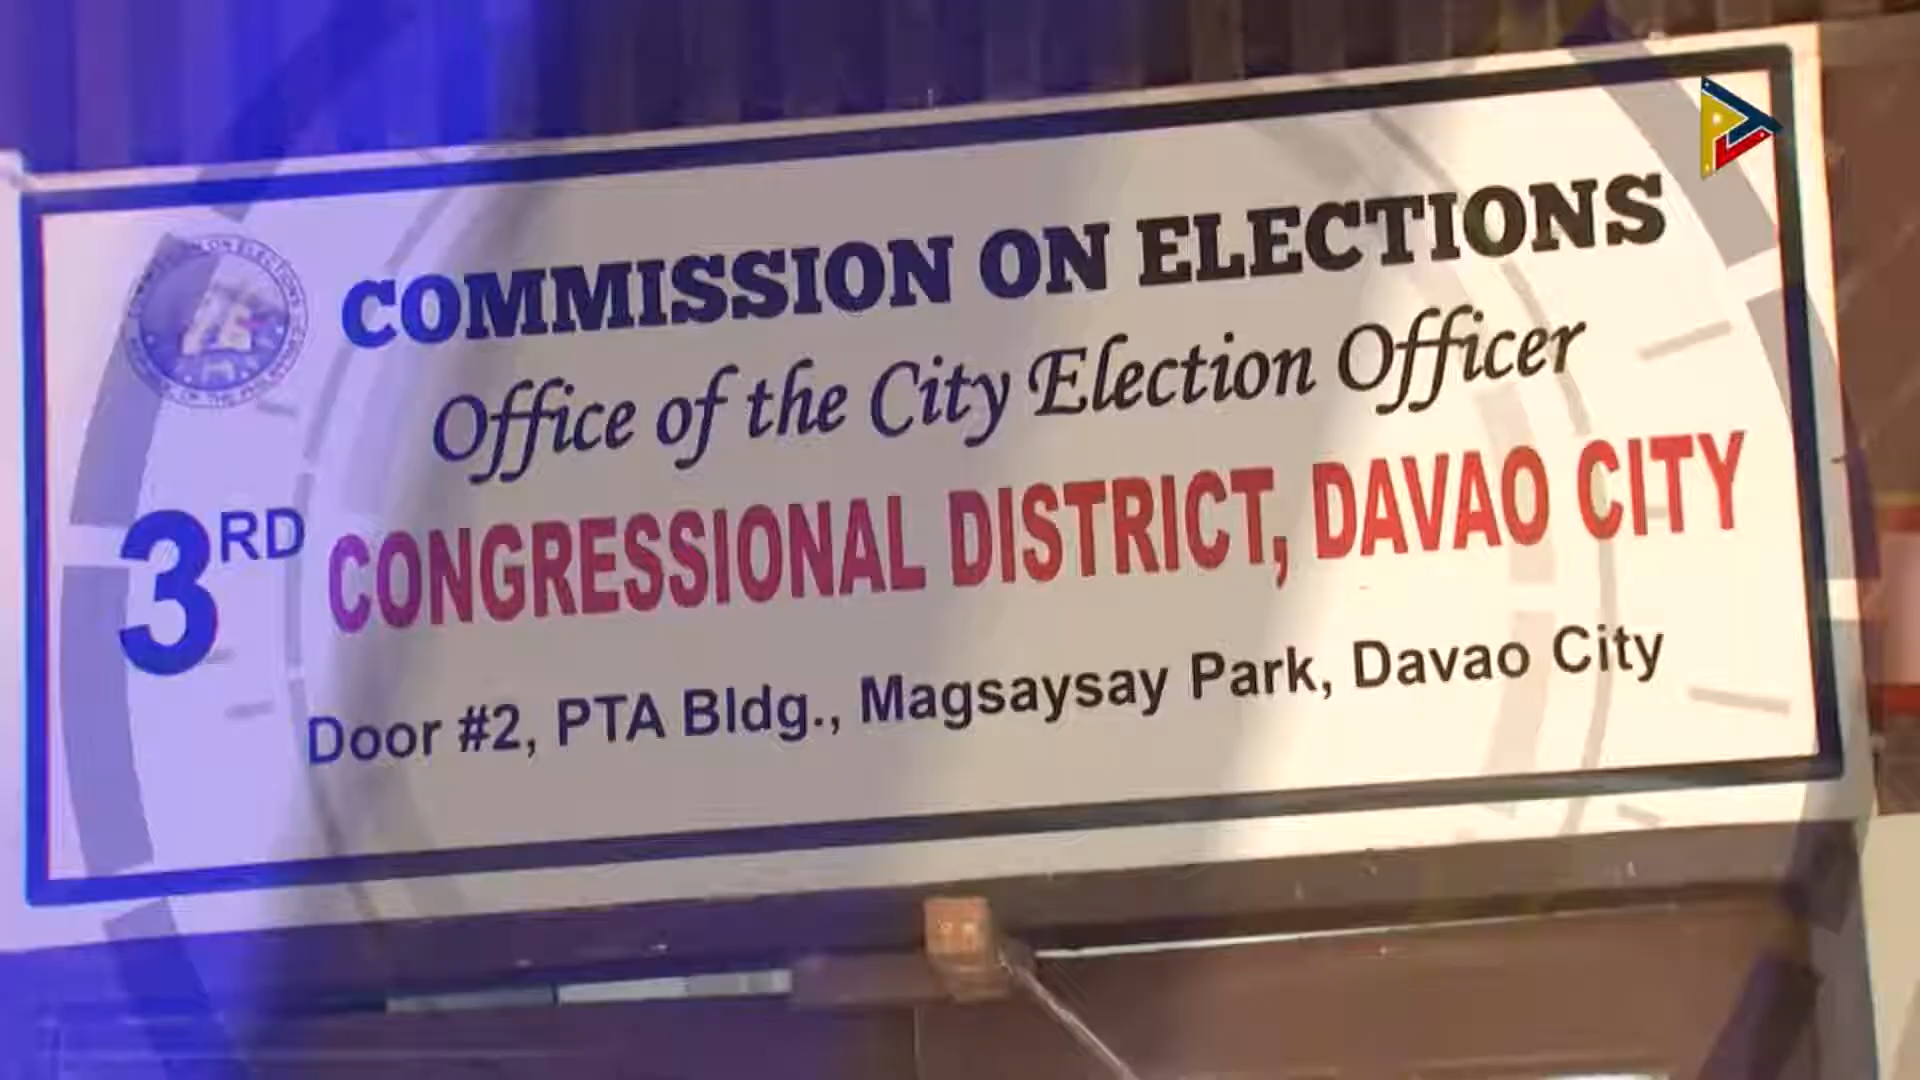 COMMISSION ON ELECTIONS
Office of the City Election Officer
3RD CONGRESSIONAL DISTRICT, DAVAO CITY
Door #2, PTA Bldg., Magsaysay Park, Davao City